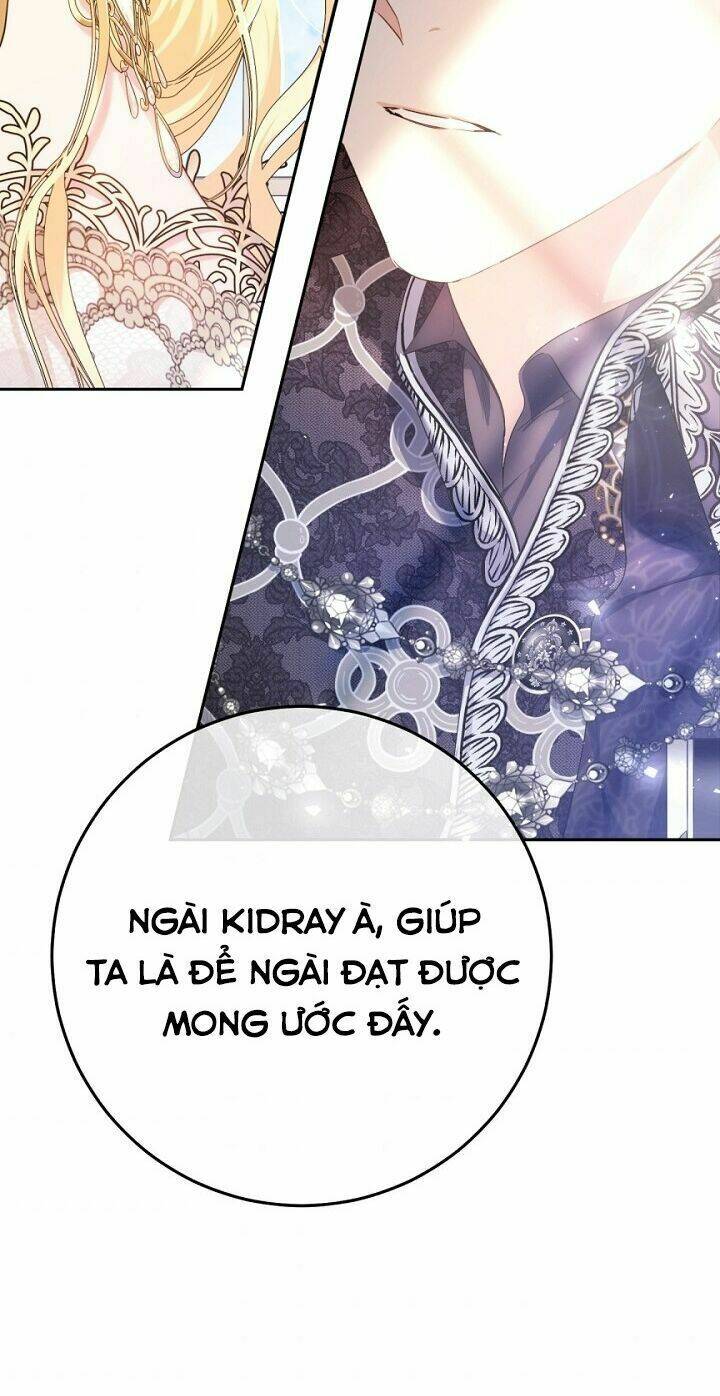 NGÀI KIDRAY À, GIÚP
TA LÀ ĐỂ NGÀI ĐẠT ĐƯỢC
MONG ƯỚC ĐẤY.